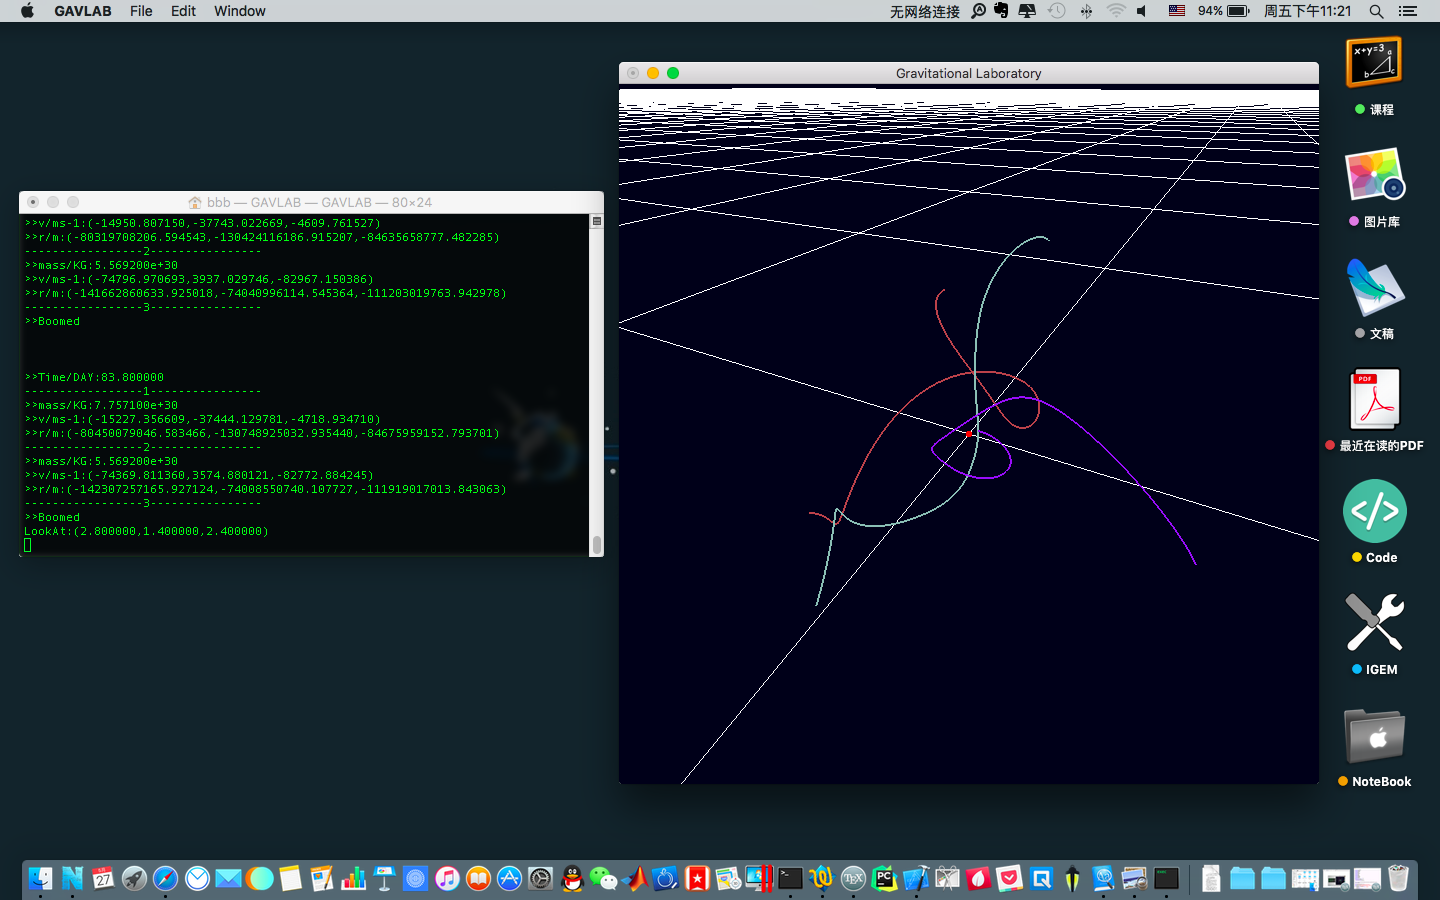 GAVLAB File Edit Window
无网络连接 94% 周五下午11:21
Gravitational Laboratory
bbb — GAVLAB — GAVLAB — 80×24
>>v/ms-1:(-14950.807150,-37743.022669,-4609.761527)
>>r/m:(-80319708206.594543,-130424116186.915207,-84635658777.482285)
-----------------2----------------
>>mass/KG:5.569200e+30
>>v/ms-1:(-74796.970693,3937.029746,-82967.150386)
>>r/m:(-141662860633.925018,-74040996114.545364,-111203019763.942978)
-----------------3----------------
>>Boomed
>>Time/DAY:83.800000
-----------------1----------------
>>mass/KG:7.757100e+30
>>v/ms-1:(-15227.356609,-37444.129781,-4718.934710)
>>r/m:(-80450079046.583466,-130748925032.935440,-84675959152.793701)
-----------------2----------------
>>mass/KG:5.569200e+30
>>v/ms-1:(-74369.811360,3574.880121,-82772.884245)
>>r/m:(-142307257165.927124,-74008550740.107727,-111919017013.843063)
-----------------3----------------
>>Boomed
LookAt:(2.800000,1.400000,2.400000)
x+y=3
a
b
c
课程
图片库
文稿
PDF
最近在读的PDF
</>
Code
IGEM
NoteBook
27
TEX
PC